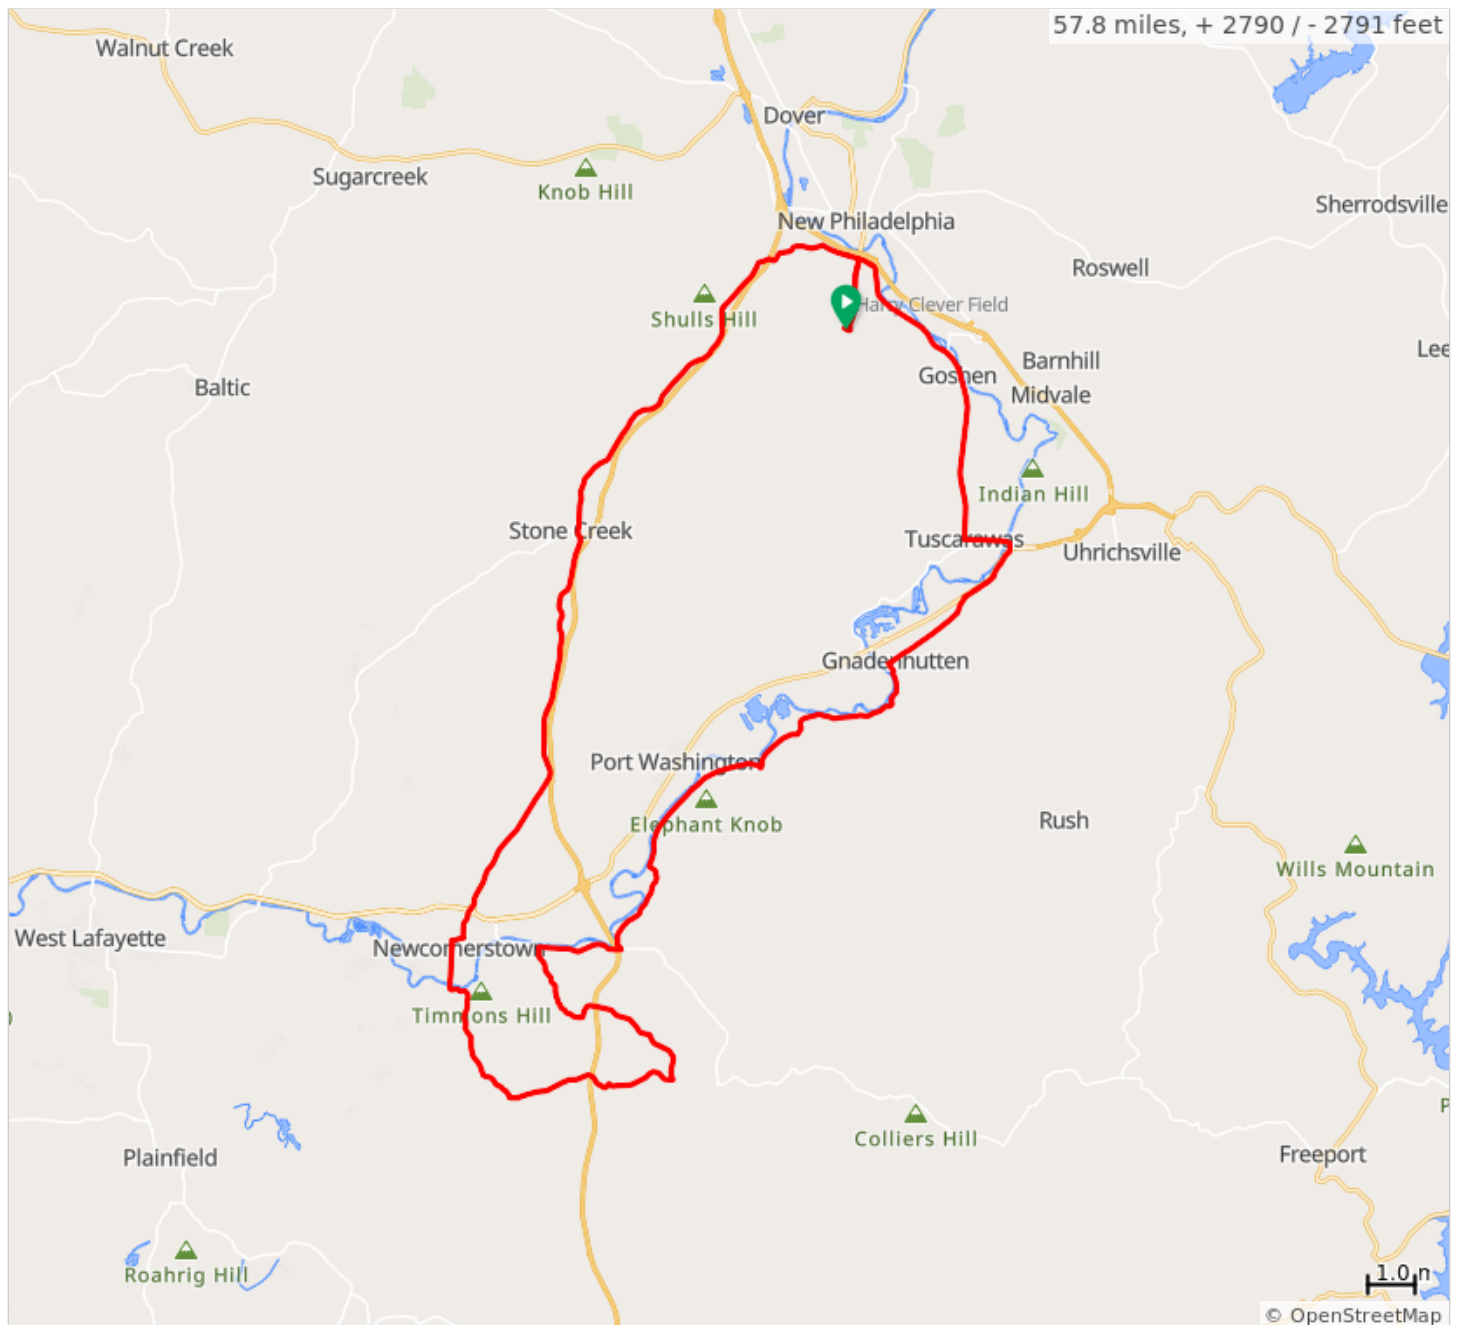 57.8 miles, + 2790 / - 2791 feet
Walnut Creek
Dover
Sugarcreek
Knob Hill
Sherrodsville
New Philadelphia
Roswell
Shulls Hill
Harry Clever Field
Barnhill
Lee
Baltic
Goshen
Midvale
Indian Hill
Stone Creek
Tuscarawas
Uhrichsville
Gnadenhutten
Port Washington
Elephant Knob
Rush
Wills Mountain
West Lafayette
Newcomerstown
Timmons Hill
P
Colliers Hill
Plainfield
Freeport
Roahrig Hill
1.0
© OpenStreetMap